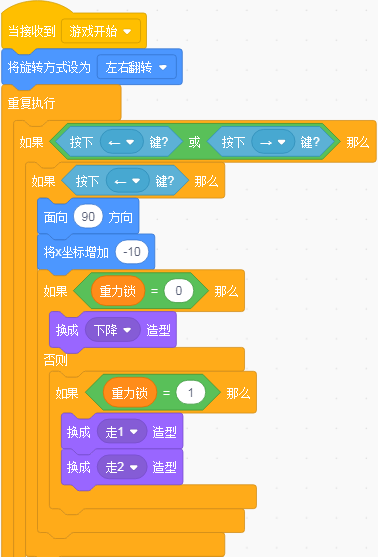 当接收到 游戏开始
将旋转方式设为 左右翻转
重复执行
如果 按下 ← 键? 或 按下 → 键? 那么
如果 按下 ← 键? 那么
面向 90 方向
将x坐标增加 -10
如果 重力锁 = 0 那么
换成 下降 造型
否则
如果 重力锁 = 1 那么
换成 走1 造型
换成 走2 造型